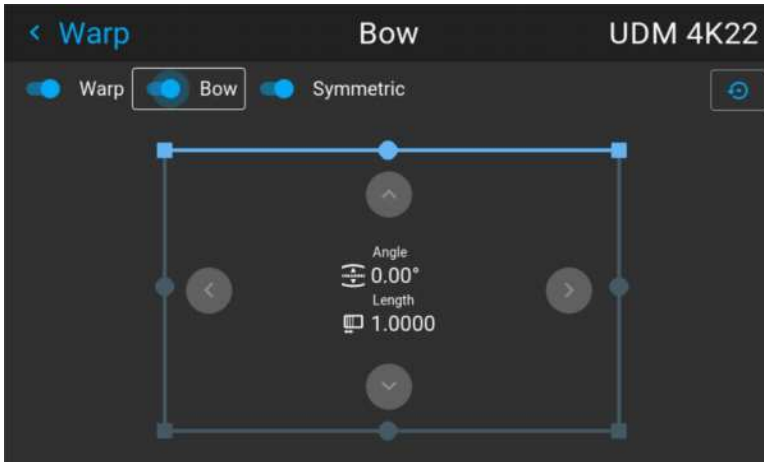 Warp Bow UDM 4K22
Warp Bow Symmetric
Angle
0.00°
Length
1.0000